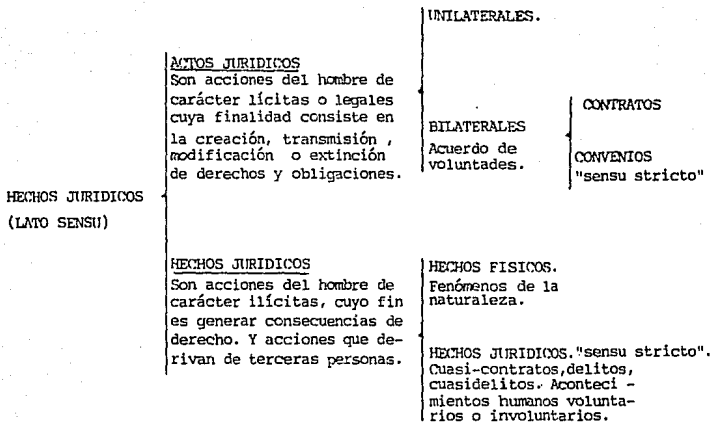 HECHOS JURIDICOS
(LATO SENSU)
ACTOS JURIDICOS
Son acciones del hombre de
carácter lícitas o legales
cuya finalidad consiste en
la creación, transmisión ,
modificación o extinción
de derechos y obligaciones.
UNILATERALES.
BILATERALES
Acuerdo de
voluntades.
CONTRATOS
CONVENIOS
"sensu stricto"
HECHOS JURIDICOS
Son acciones del hombre de
carácter ilícitas, cuyo fin
es generar consecuencias de
derecho. Y acciones que de-
rivan de terceras personas.
HECHOS FISICOS.
Fenómenos de la
naturaleza.
HECHOS JURIDICOS."sensu stricto".
Cuasi-contratos,delitos,
cuasidelitos. Aconteci -
mientos humanos volunta-
rios o involuntarios.